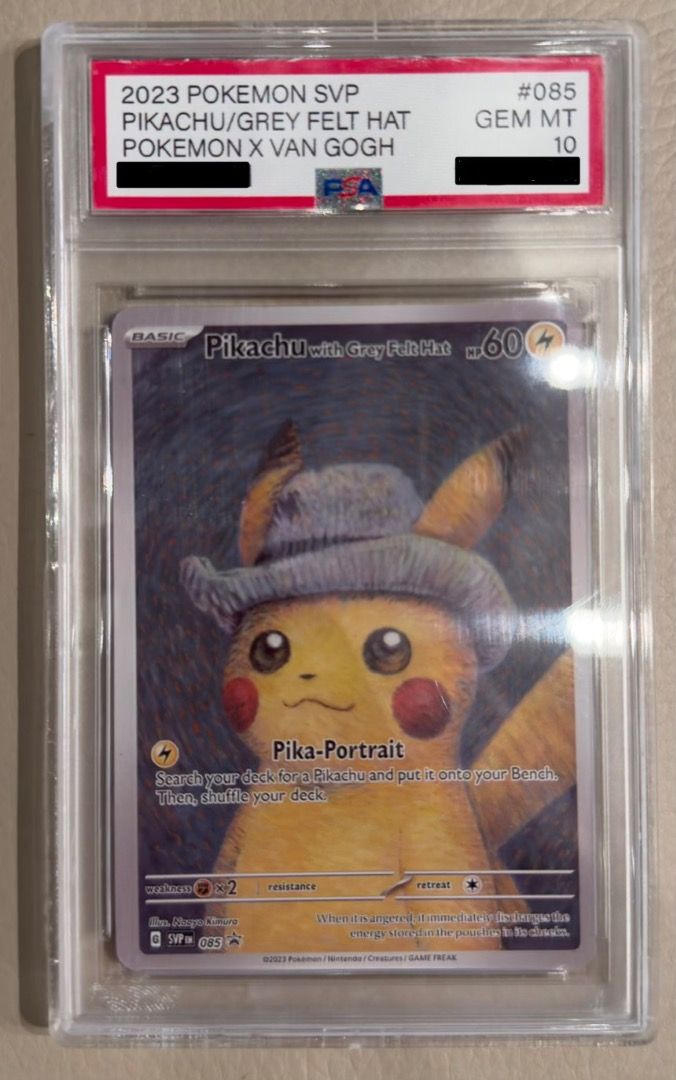 2023 POKEMON SVP #085
PIKACHU/GREY FELT HAT GEM MT
POKEMON X VAN GOGH 10
PSA
BASIC Pikachu with Grey Felt Hat HP 60
Pika-Portrait
Search your deck for a Pikachu and put it onto your Bench.
Then, shuffle your deck.
weakness ×2 resistance retreat
Illus. Naoyo Kimura
When it is angered, it immediately discharges the
energy stored in the pouches in its cheeks.
G SVP EN 085
©2023 Pokémon / Nintendo / Creatures / GAME FREAK